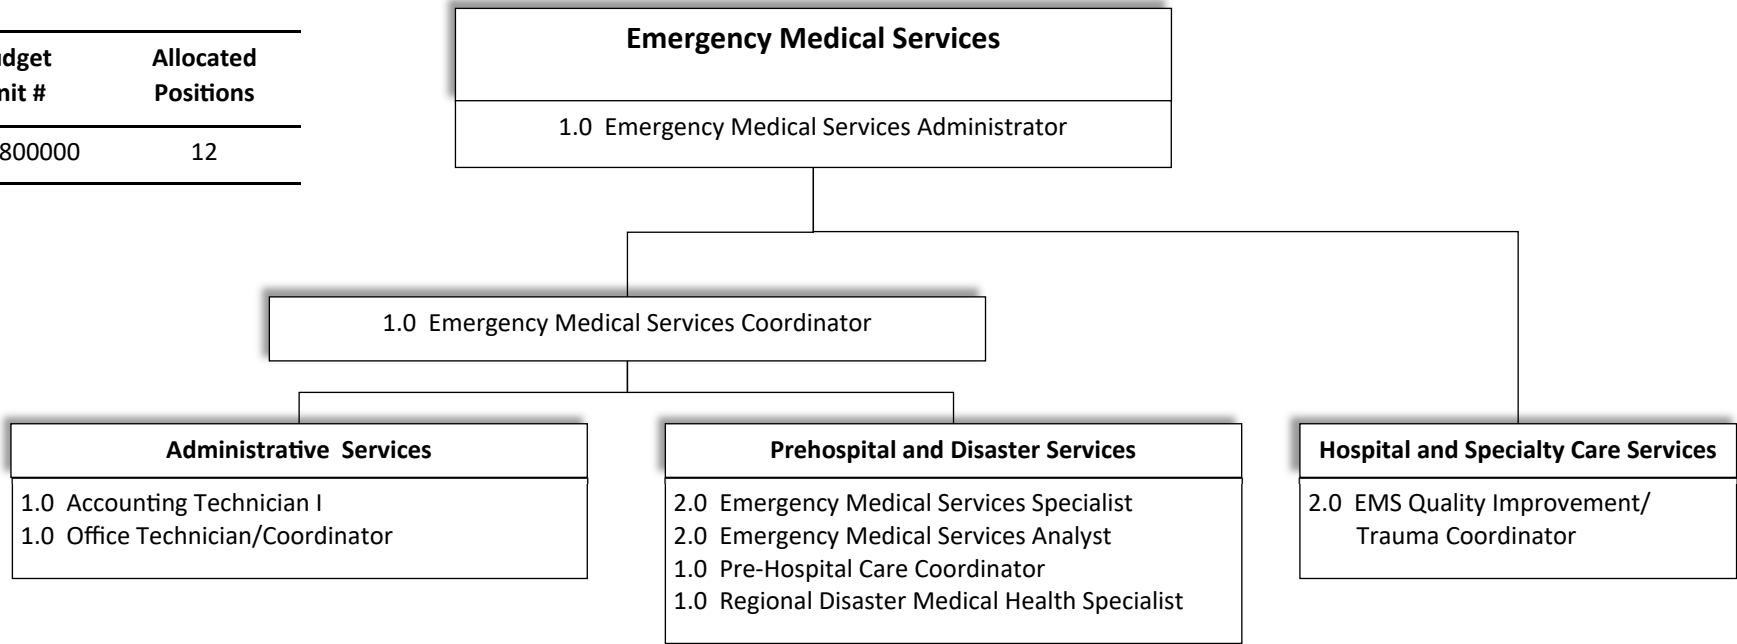 Allocated
Positions
800000 12
Emergency Medical Services
1.0 Emergency Medical Services Administrator
1.0 Emergency Medical Services Coordinator
Administrative Services
1.0 Accounting Technician I
1.0 Office Technician/Coordinator
Prehospital and Disaster Services
2.0 Emergency Medical Services Specialist
2.0 Emergency Medical Services Analyst
1.0 Pre-Hospital Care Coordinator
1.0 Regional Disaster Medical Health Specialist
Hospital and Specialty Care Services
2.0 EMS Quality Improvement/
Trauma Coordinator